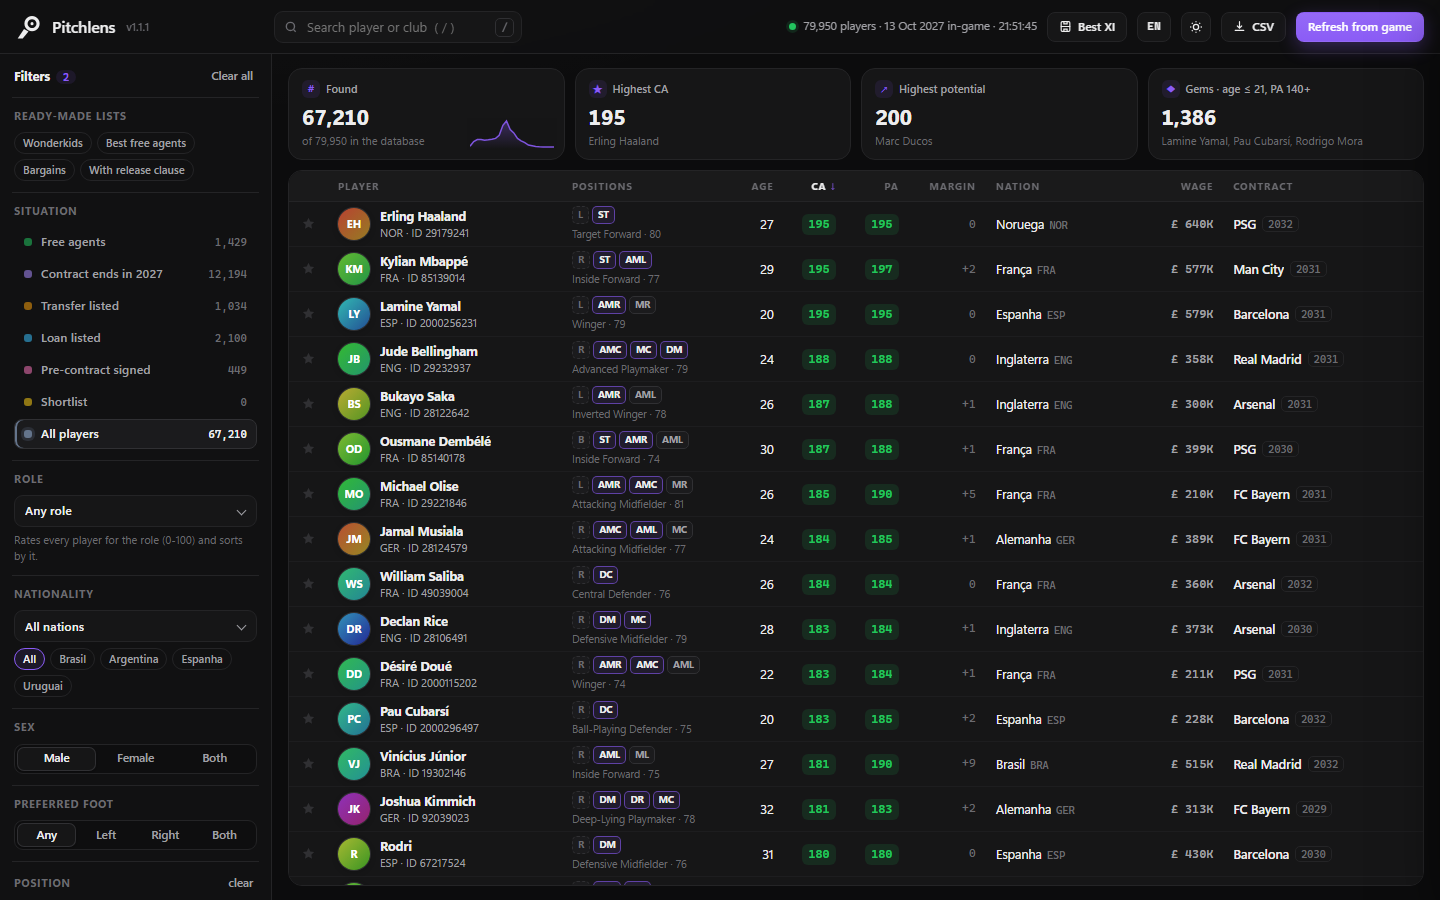 Pitchlens v1.1.1
Search player or club ( / ) /
79,950 players · 13 Oct 2027 in-game · 21:51:45
Best XI
EN
CSV
Refresh from game
Filters 2 Clear all
READY-MADE LISTS
Wonderkids Best free agents
Bargains With release clause
SITUATION
Free agents 1,429
Contract ends in 2027 12,194
Transfer listed 1,034
Loan listed 2,100
Pre-contract signed 449
Shortlist 0
All players 67,210
ROLE
Any role
Rates every player for the role (0-100) and sorts
by it.
NATIONALITY
All nations
All Brasil Argentina Espanha
Uruguai
SEX
Male Female Both
PREFERRED FOOT
Any Left Right Both
POSITION clear
# Found
67,210
of 79,950 in the database
Highest CA
195
Erling Haaland
Highest potential
200
Marc Ducos
Gems · age ≤ 21, PA 140+
1,386
Lamine Yamal, Pau Cubarsí, Rodrigo Mora
PLAYER POSITIONS AGE CA ↓ PA MARGIN NATION WAGE CONTRACT
EH Erling Haaland L ST 27 195 195 0 Noruega NOR £ 640K PSG 2032
NOR · ID 29179241 Target Forward · 80
KM Kylian Mbappé R ST AML 29 195 197 +2 França FRA £ 577K Man City 2031
FRA · ID 85139014 Inside Forward · 77
LY Lamine Yamal L AMR MR 20 195 195 0 Espanha ESP £ 579K Barcelona 2031
ESP · ID 2000256231 Winger · 79
JB Jude Bellingham R AMC MC DM 24 188 188 0 Inglaterra ENG £ 358K Real Madrid 2031
ENG · ID 29232937 Advanced Playmaker · 79
BS Bukayo Saka L AMR AML 26 187 188 +1 Inglaterra ENG £ 300K Arsenal 2031
ENG · ID 28122642 Inverted Winger · 78
OD Ousmane Dembélé B ST AMR AML 30 187 188 +1 França FRA £ 399K PSG 2030
FRA · ID 85140178 Inside Forward · 74
MO Michael Olise L AMR AMC MR 26 185 190 +5 França FRA £ 210K FC Bayern 2031
FRA · ID 29221846 Attacking Midfielder · 81
JM Jamal Musiala R AMC AML MC 24 184 185 +1 Alemanha GER £ 389K FC Bayern 2031
GER · ID 28124579 Attacking Midfielder · 77
WS William Saliba R DC 26 184 184 0 França FRA £ 360K Arsenal 2032
FRA · ID 49039004 Central Defender · 76
DR Declan Rice R DM MC 28 183 184 +1 Inglaterra ENG £ 373K Arsenal 2030
ENG · ID 28106491 Defensive Midfielder · 79
DD Désiré Doué R AMR AMC AML 22 183 184 +1 França FRA £ 211K PSG 2031
FRA · ID 2000115202 Winger · 74
PC Pau Cubarsí R DC 20 183 185 +2 Espanha ESP £ 228K Barcelona 2032
ESP · ID 2000296497 Ball-Playing Defender · 75
VJ Vinícius Júnior R AML ML 27 181 190 +9 Brasil BRA £ 515K Real Madrid 2032
BRA · ID 19302146 Inside Forward · 75
JK Joshua Kimmich R DM DR MC 32 181 183 +2 Alemanha GER £ 313K FC Bayern 2029
GER · ID 92039023 Deep-Lying Playmaker · 78
R Rodri R DM 31 180 180 0 Espanha ESP £ 430K Barcelona 2030
ESP · ID 67217524 Defensive Midfielder · 76